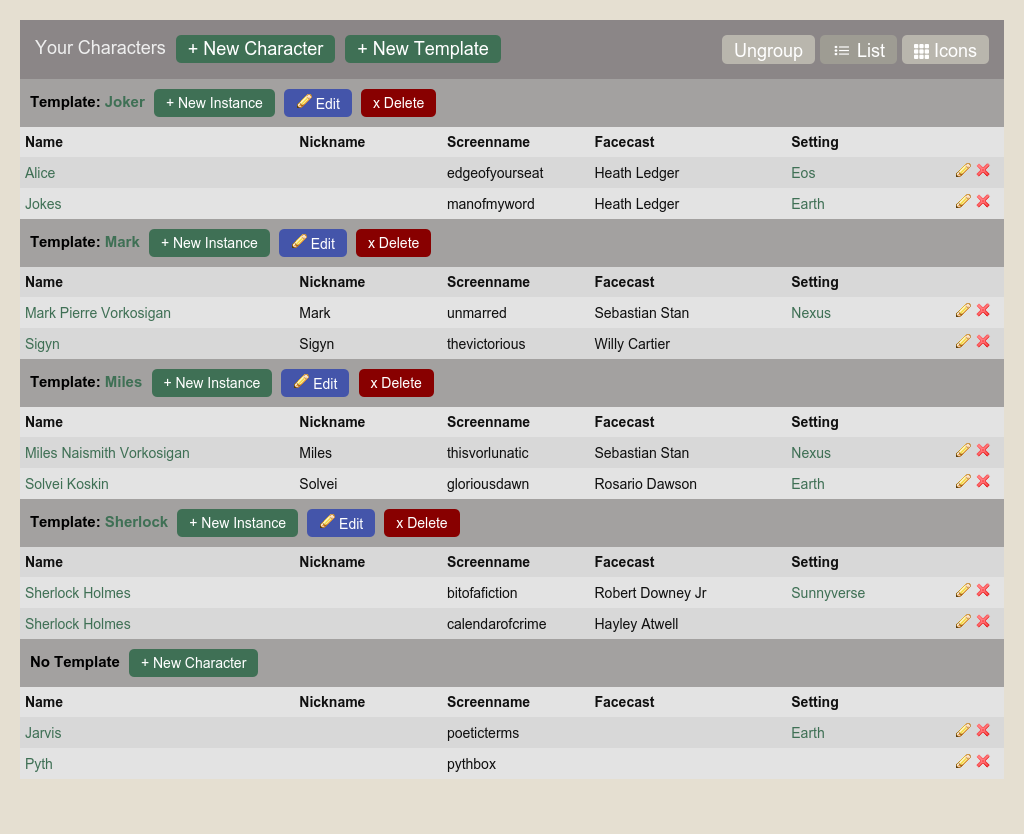 Your Characters + New Character + New Template Ungroup List Icons
Template: Joker + New Instance Edit x Delete
Name Nickname Screenname Facecast Setting
Alice edgeofyourseat Heath Ledger Eos
Jokes manofmyword Heath Ledger Earth
Template: Mark + New Instance Edit x Delete
Name Nickname Screenname Facecast Setting
Mark Pierre Vorkosigan Mark unmarred Sebastian Stan Nexus
Sigyn Sigyn thevictorious Willy Cartier
Template: Miles + New Instance Edit x Delete
Name Nickname Screenname Facecast Setting
Miles Naismith Vorkosigan Miles thisvorlunatic Sebastian Stan Nexus
Solvei Koskin Solvei gloriousdawn Rosario Dawson Earth
Template: Sherlock + New Instance Edit x Delete
Name Nickname Screenname Facecast Setting
Sherlock Holmes bitofafiction Robert Downey Jr Sunnyverse
Sherlock Holmes calendarofcrime Hayley Atwell
No Template + New Character
Name Nickname Screenname Facecast Setting
Jarvis poeticterms Earth
Pyth pythbox